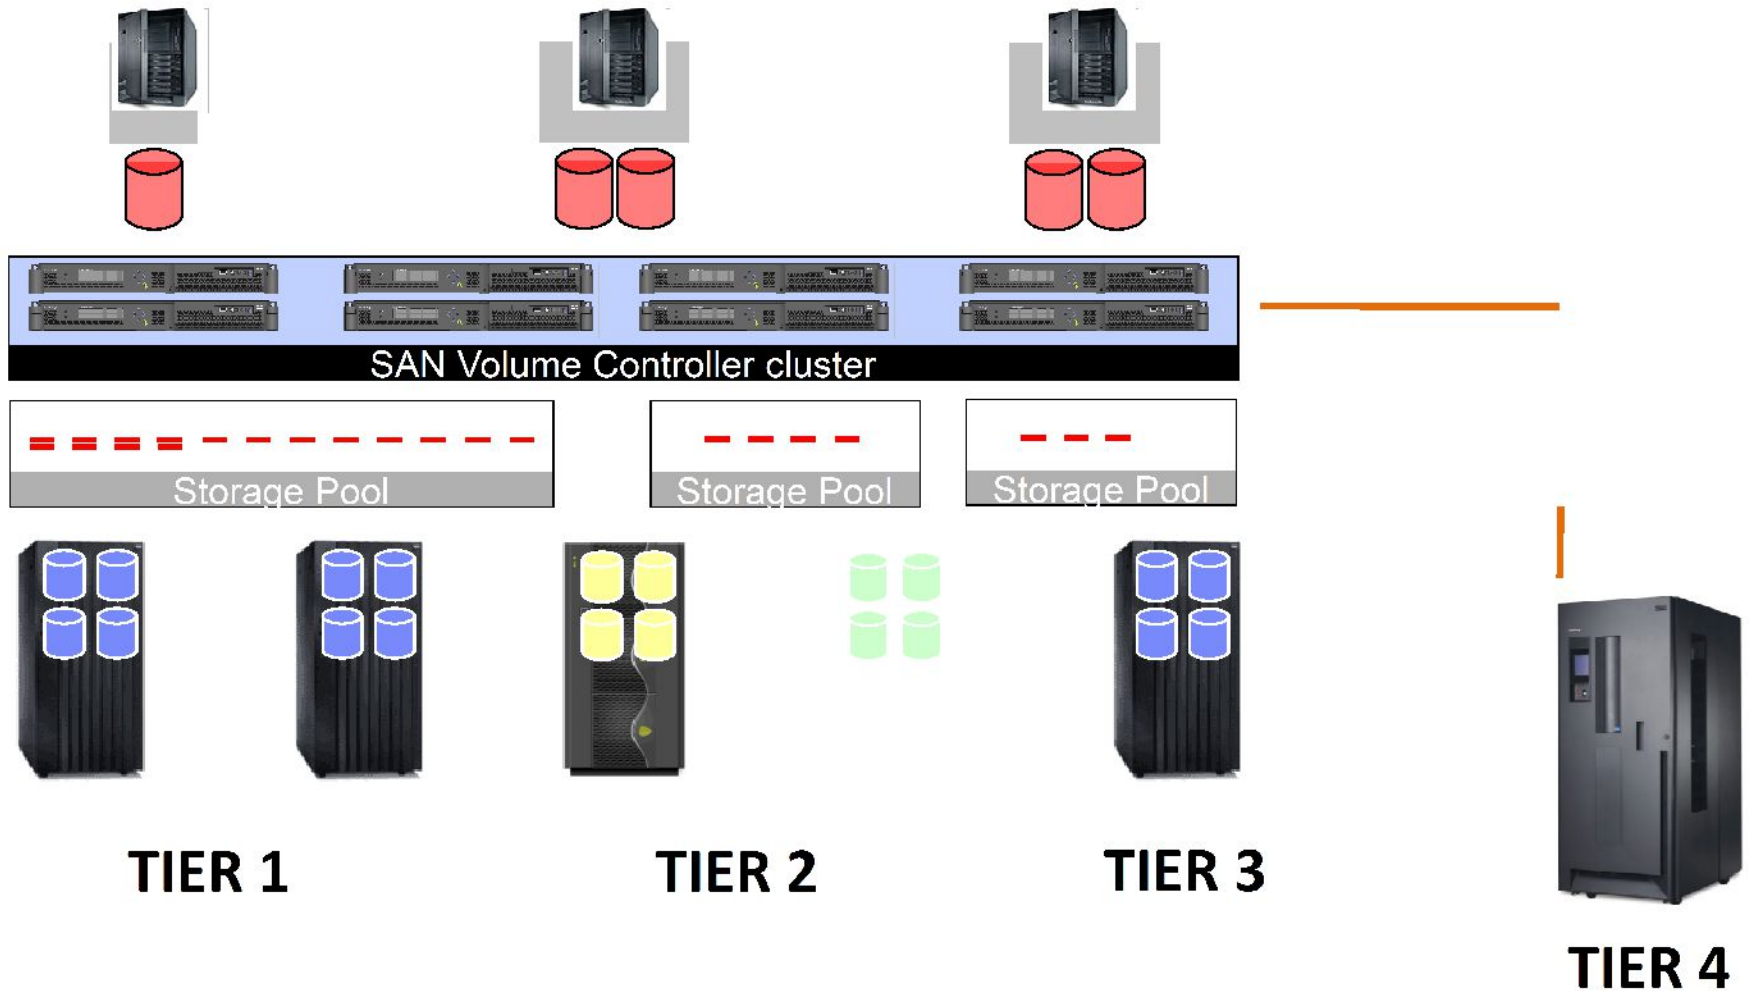 SAN Volume Controller cluster
Storage Pool
Storage Pool
Storage Pool
TIER 1
TIER 2
TIER 3
TIER 4